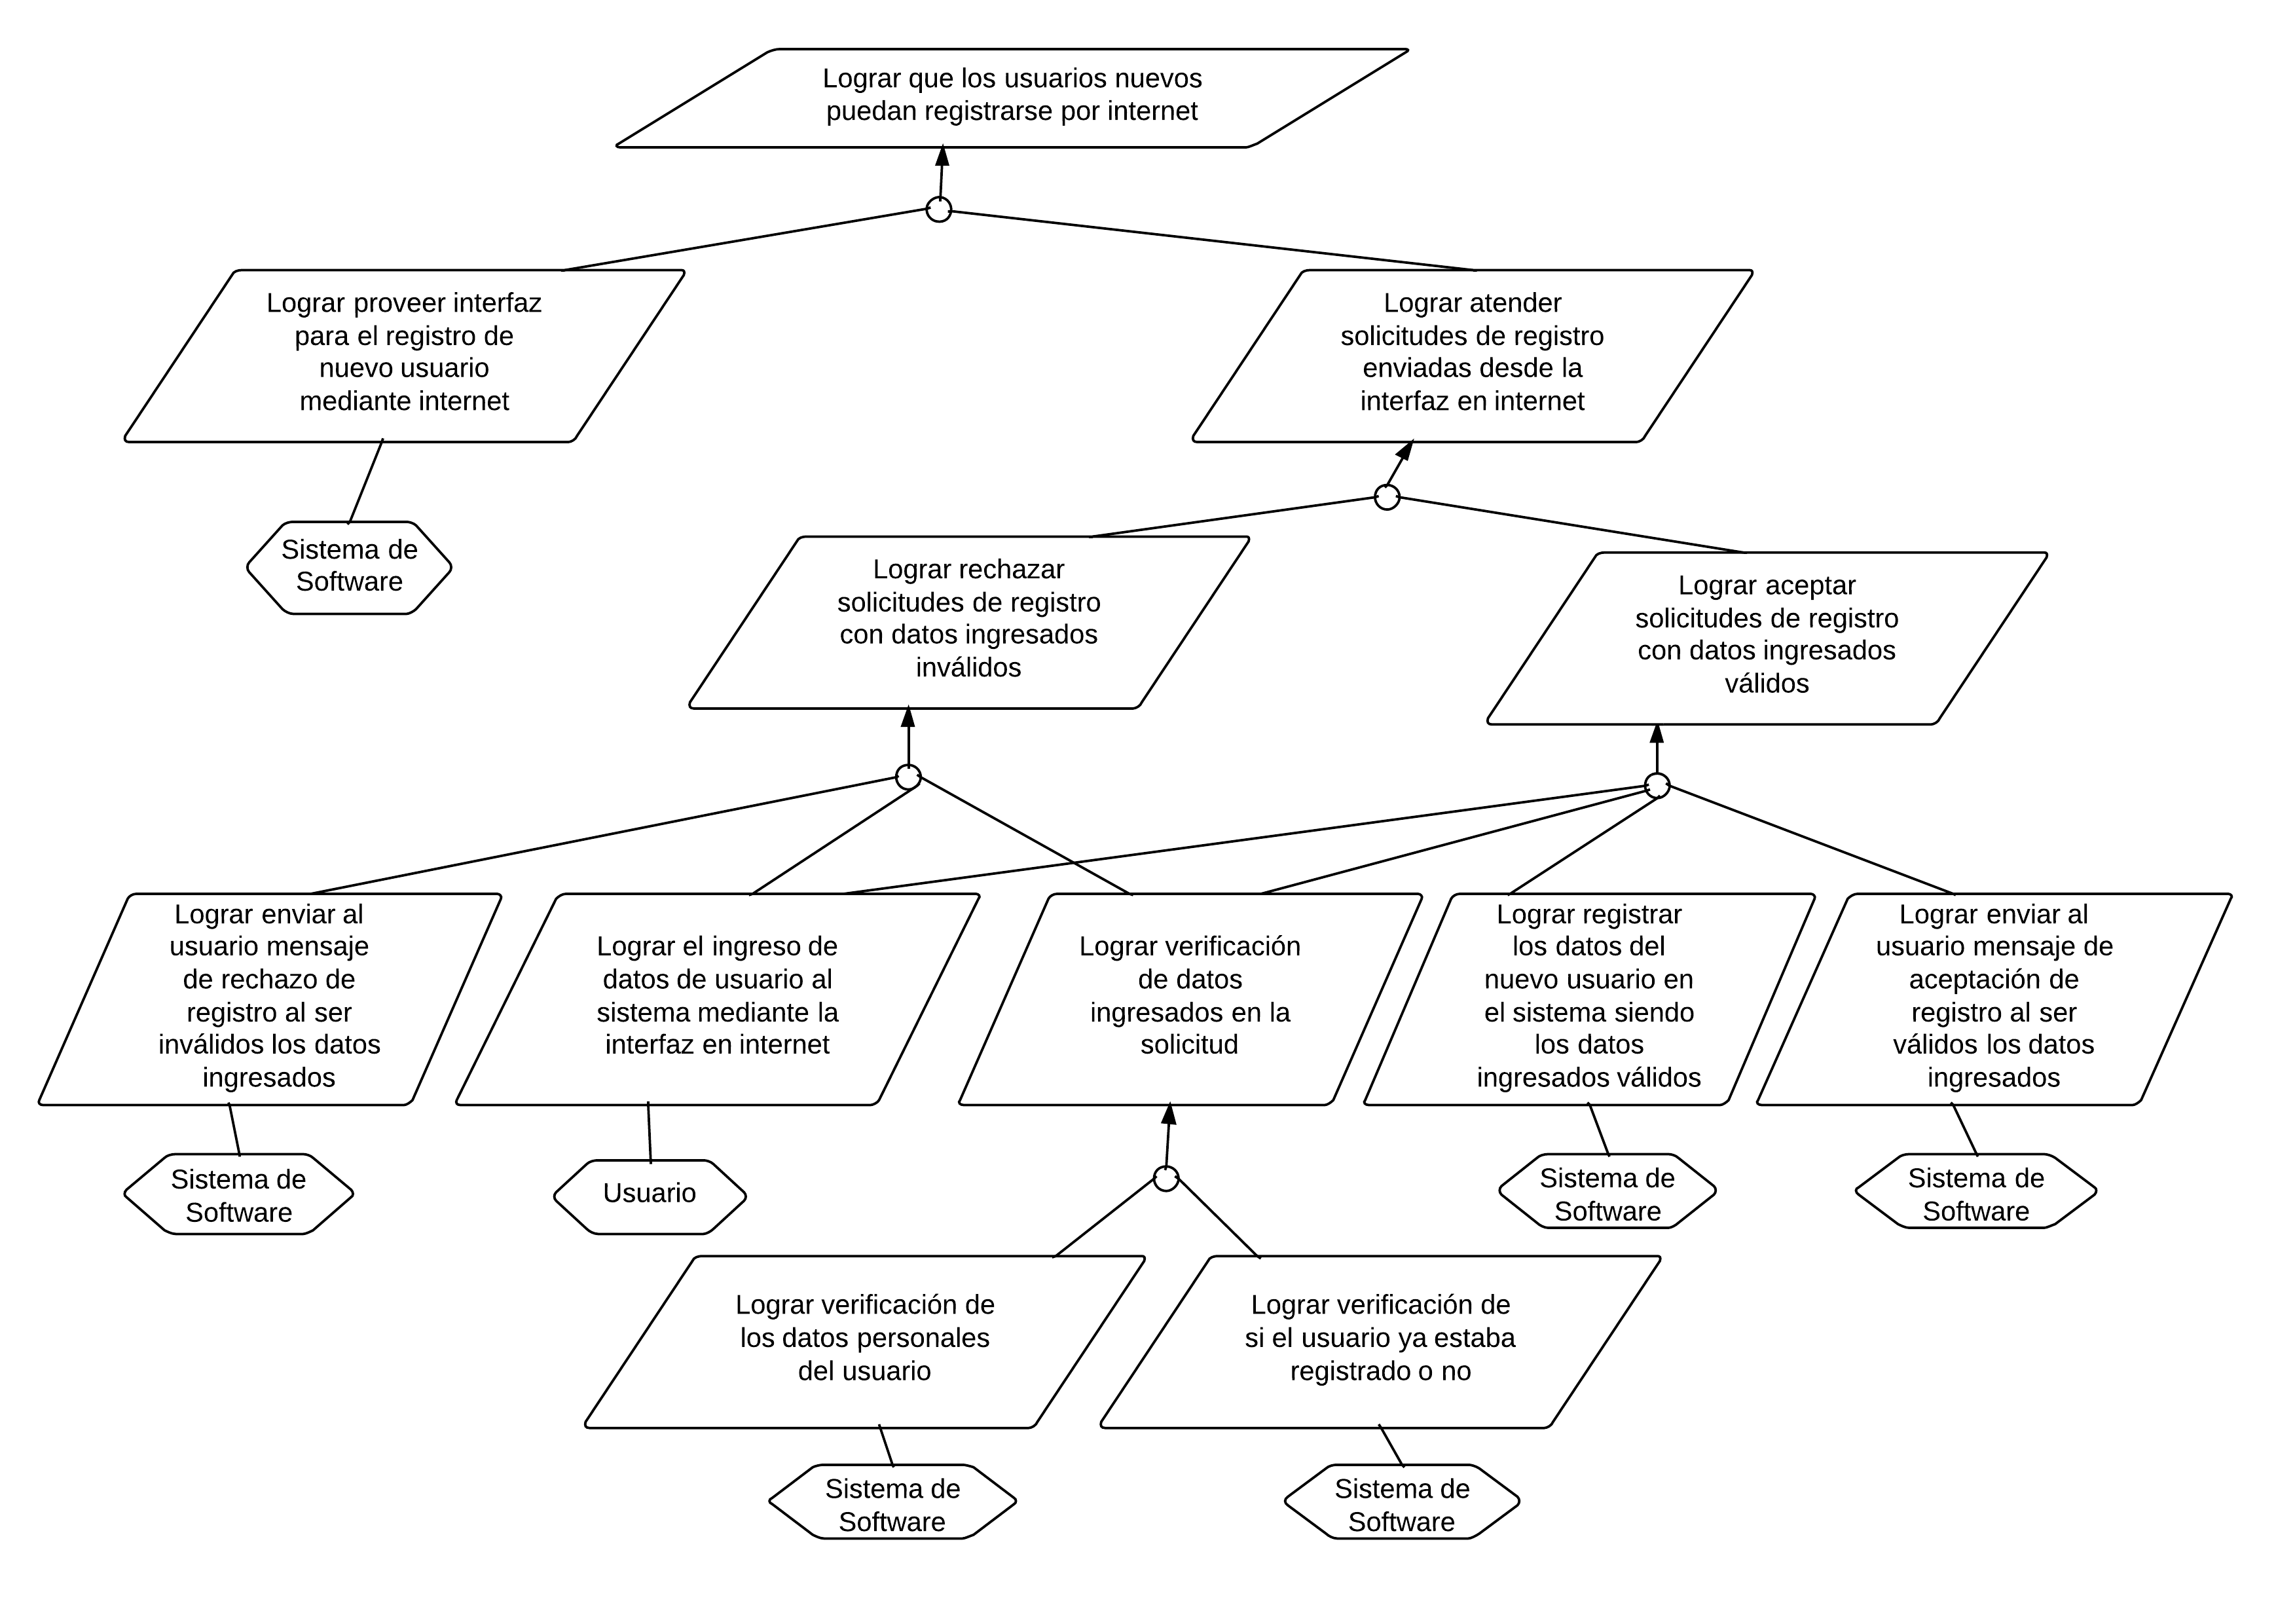 Lograr que los usuarios nuevos
puedan registrarse por internet
Lograr proveer interfaz
para el registro de
nuevo usuario
mediante internet
Lograr atender
solicitudes de registro
enviadas desde la
interfaz en internet
Sistema de
Software
Lograr rechazar
solicitudes de registro
con datos ingresados
inválidos
Lograr aceptar
solicitudes de registro
con datos ingresados
válidos
Lograr enviar al
usuario mensaje
de rechazo de
registro al ser
inválidos los datos
ingresados
Lograr el ingreso de
datos de usuario al
sistema mediante la
interfaz en internet
Lograr verificación
de datos
ingresados en la
solicitud
Lograr registrar
los datos del
nuevo usuario en
el sistema siendo
los datos
ingresados válidos
Lograr enviar al
usuario mensaje de
aceptación de
registro al ser
válidos los datos
ingresados
Sistema de
Software
Usuario
Sistema de
Software
Sistema de
Software
Lograr verificación de
los datos personales
del usuario
Lograr verificación de
si el usuario ya estaba
registrado o no
Sistema de
Software
Sistema de
Software